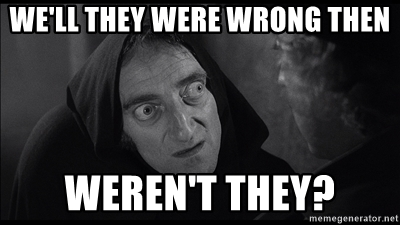 WE'LL THEY WERE WRONG THEN
WEREN'T THEY?
memegenerator.net